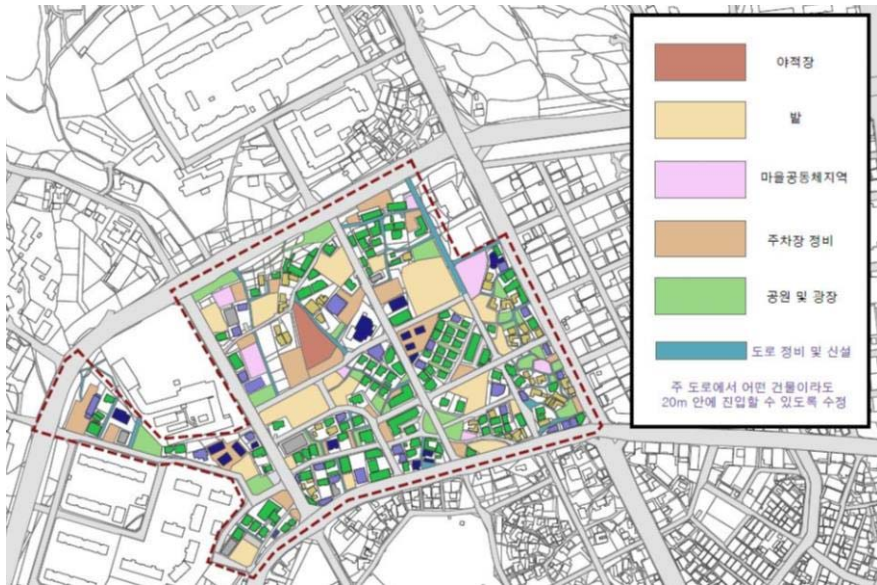 야적장
밭
마을공동체지역
주차장 정비
공원 및 광장
도로 정비 및 신설
주 도로에서 어떤 건물이라도
20m 안에 진입할 수 있도록 수정